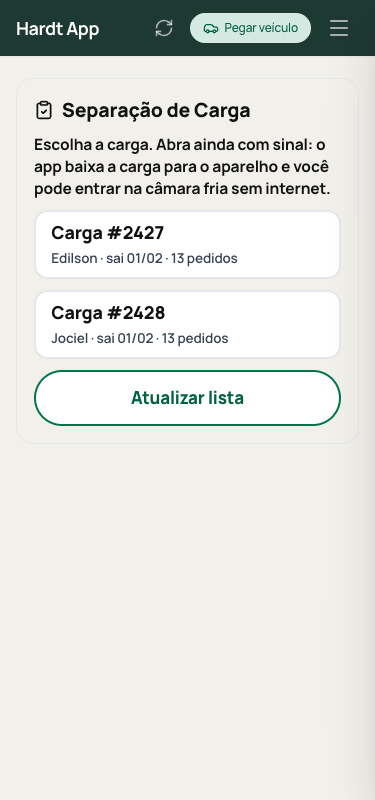 Hardt App
Pegar veículo
Separação de Carga
Escolha a carga. Abra ainda com sinal: o
app baixa a carga para o aparelho e você
pode entrar na câmara fria sem internet.
Carga #2427
Edilson · sai 01/02 · 13 pedidos
Carga #2428
Jociel · sai 01/02 · 13 pedidos
Atualizar lista